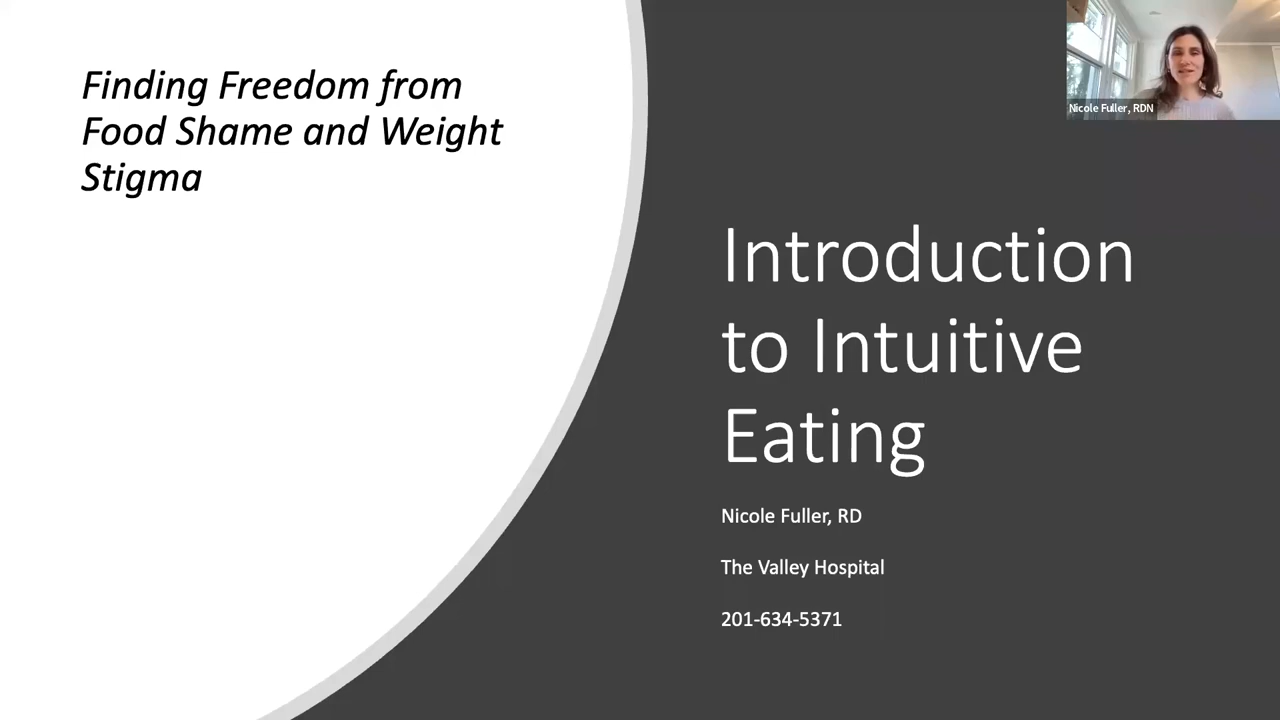 Finding Freedom from
Food Shame and Weight
Stigma
Nicole Fuller, RDN
Introduction
to Intuitive
Eating
Nicole Fuller, RD
The Valley Hospital
201-634-5371